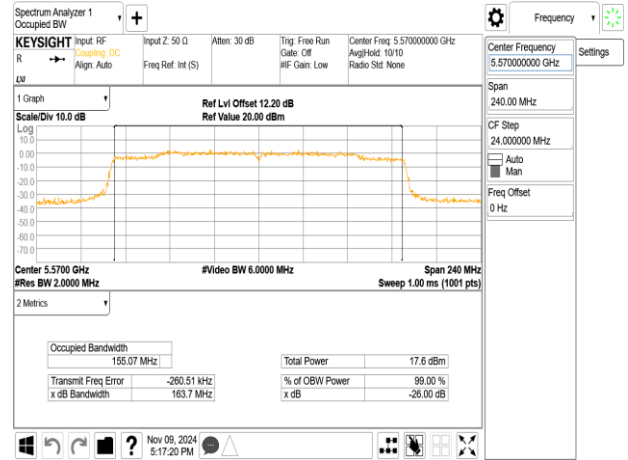 Spectrum Analyzer 1
Occupied BW
Frequency
KEYSIGHT
R
LXI
Input: RF
Coupling: DC
Align: Auto
Input Z: 50 Ω
Freq Ref: Int (S)
Atten: 30 dB
Trig: Free Run
Gate: Off
#IF Gain: Low
Center Freq: 5.570000000 GHz
Avg|Hold: 10/10
Radio Std: None
Center Frequency
5.570000000 GHz
Settings
Span
240.00 MHz
CF Step
24.000000 MHz
Auto
Man
Freq Offset
0 Hz
1 Graph
Ref Lvl Offset 12.20 dB
Scale/Div 10.0 dB
Ref Value 20.00 dBm
Log
10.0
0.00
-10.0
-20.0
-30.0
-40.0
-50.0
-60.0
-70.0
Center 5.5700 GHz
#Video BW 6.0000 MHz
Span 240 MHz
#Res BW 2.0000 MHz
Sweep 1.00 ms (1001 pts)
2 Metrics
Occupied Bandwidth
155.07 MHz
Total Power 17.6 dBm
Transmit Freq Error -260.51 kHz
% of OBW Power 99.00 %
x dB Bandwidth 163.7 MHz
x dB -26.00 dB
?
Nov 09, 2024
5:17:20 PM